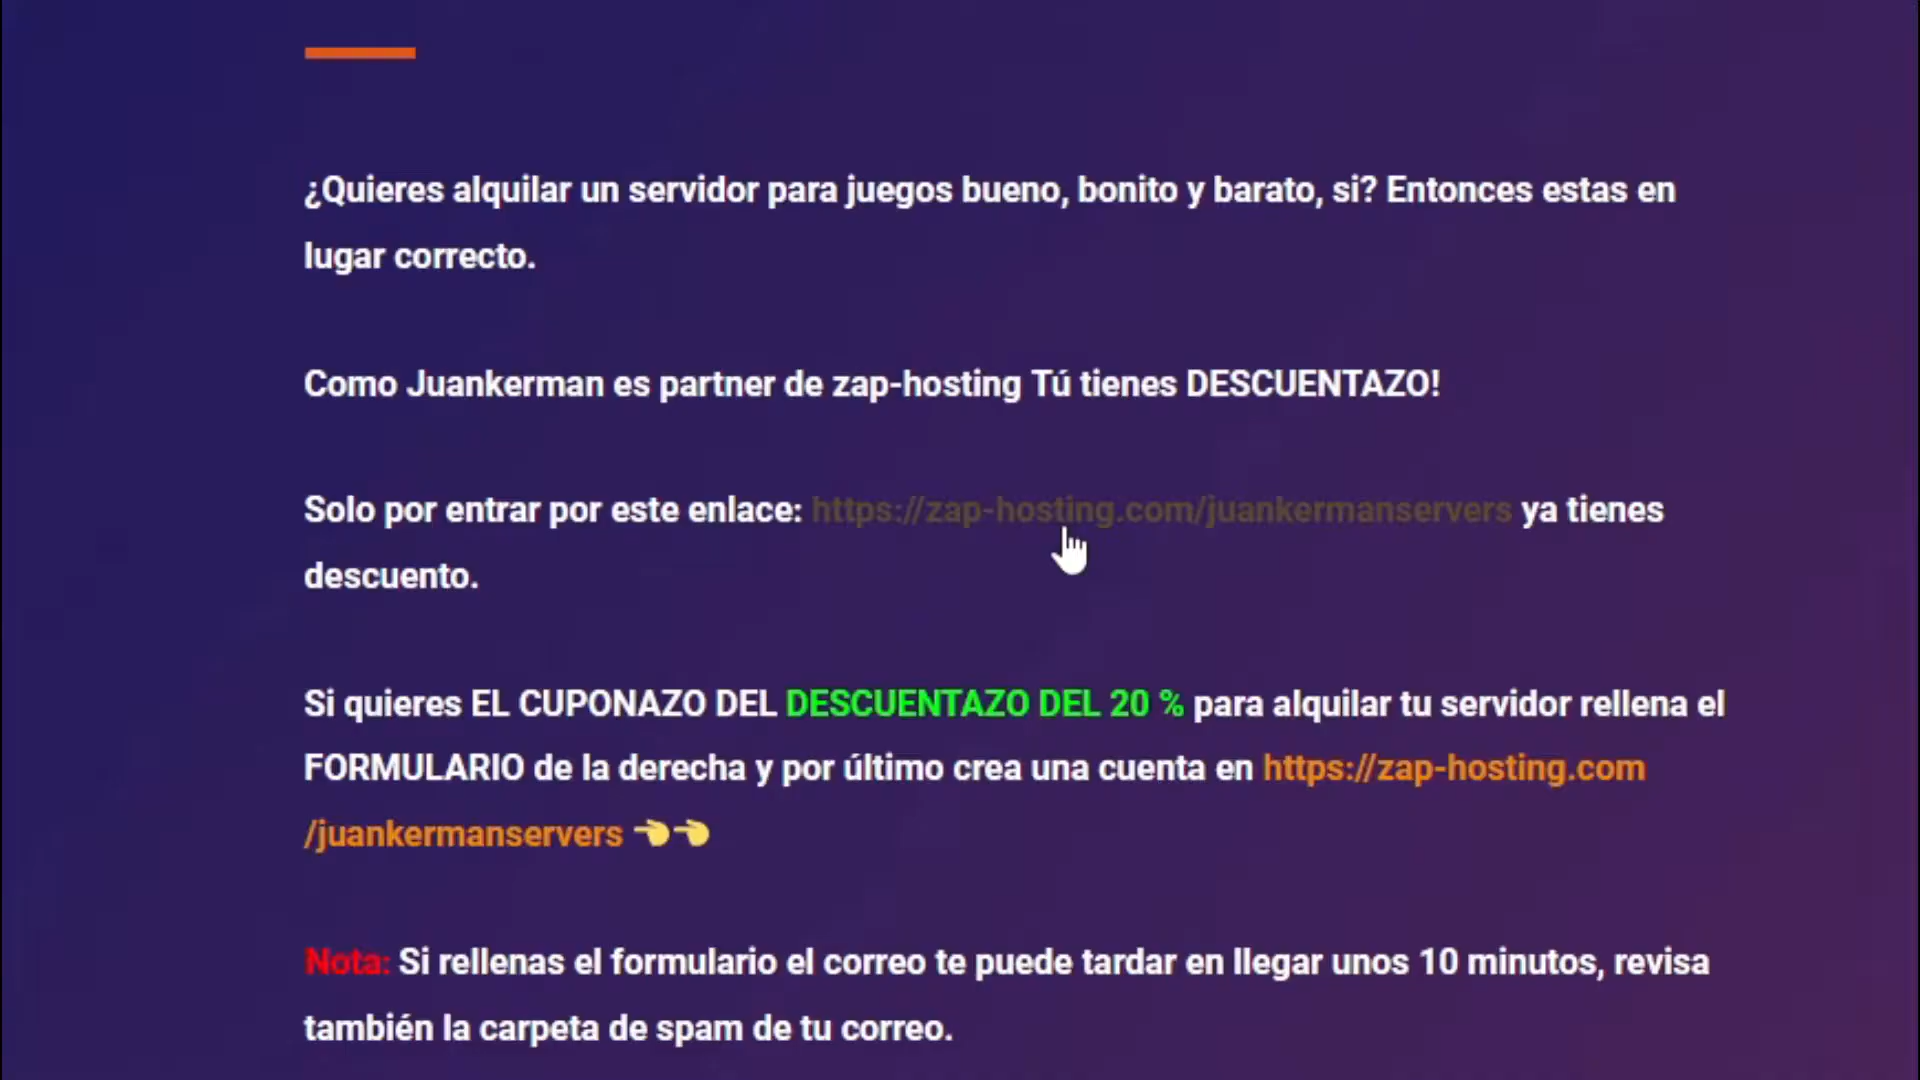 ¿Quieres alquilar un servidor para juegos bueno, bonito y barato, si? Entonces estas en
lugar correcto.
Como Juankerman es partner de zap-hosting Tú tienes DESCUENTAZO!
Solo por entrar por este enlace: https://zap-hosting.com/juankermanservers ya tienes
descuento.
Si quieres EL CUPONAZO DEL DESCUENTAZO DEL 20 % para alquilar tu servidor rellena el
FORMULARIO de la derecha y por último crea una cuenta en https://zap-hosting.com
/juankermanservers 👈👈
Nota: Si rellenas el formulario el correo te puede tardar en llegar unos 10 minutos, revisa
también la carpeta de spam de tu correo.